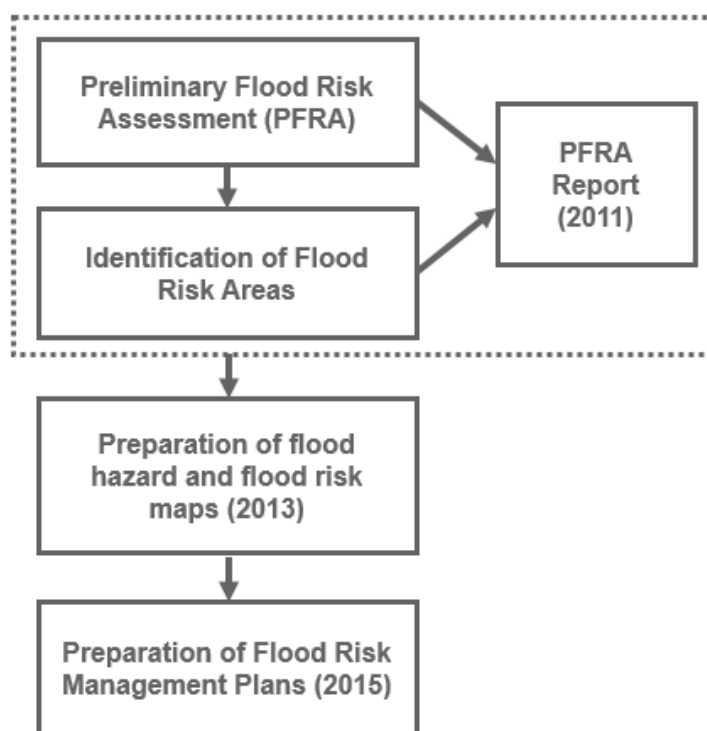 Preliminary Flood Risk
Assessment (PFRA)
PFRA
Report
(2011)
Identification of Flood
Risk Areas
Preparation of flood
hazard and flood risk
maps (2013)
Preparation of Flood Risk
Management Plans (2015)